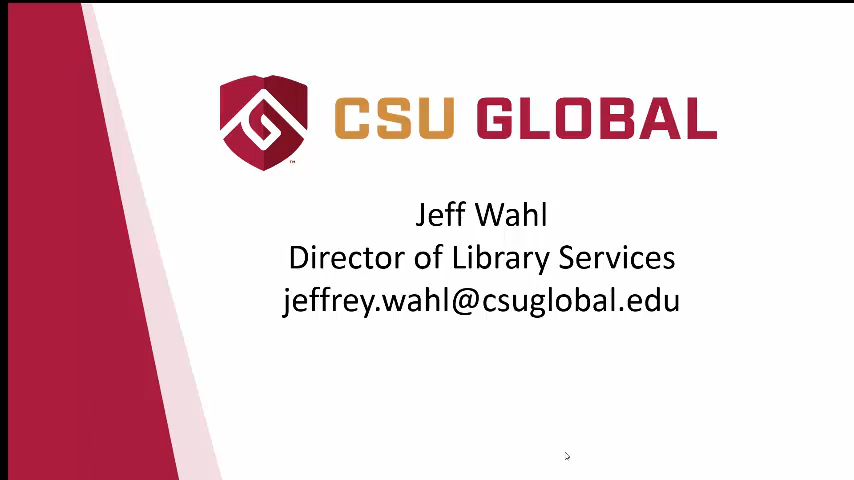 CSU GLOBAL
Jeff Wahl
Director of Library Services
jeffrey.wahl@csuglobal.edu